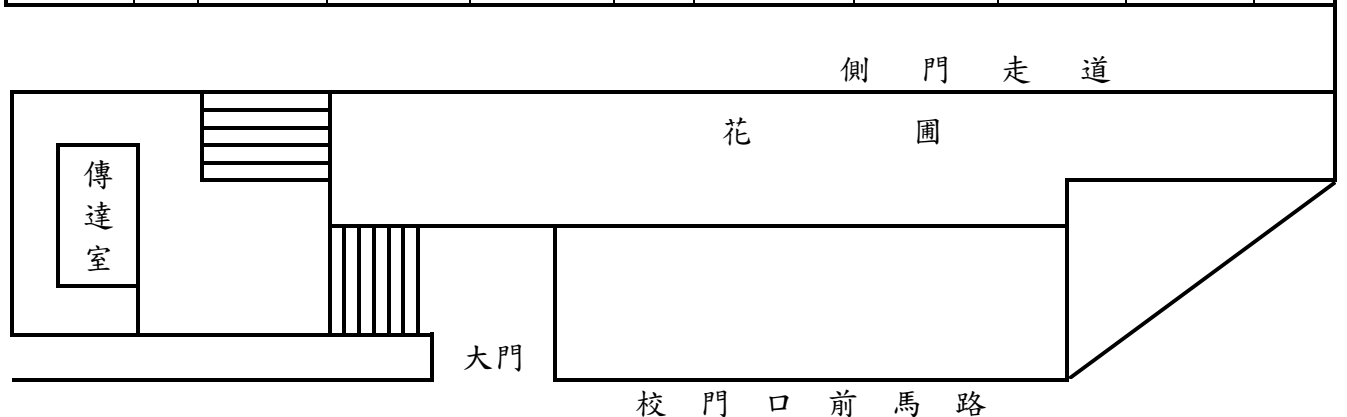 側門走道
花圃
傳達室
大門
校門口前馬路